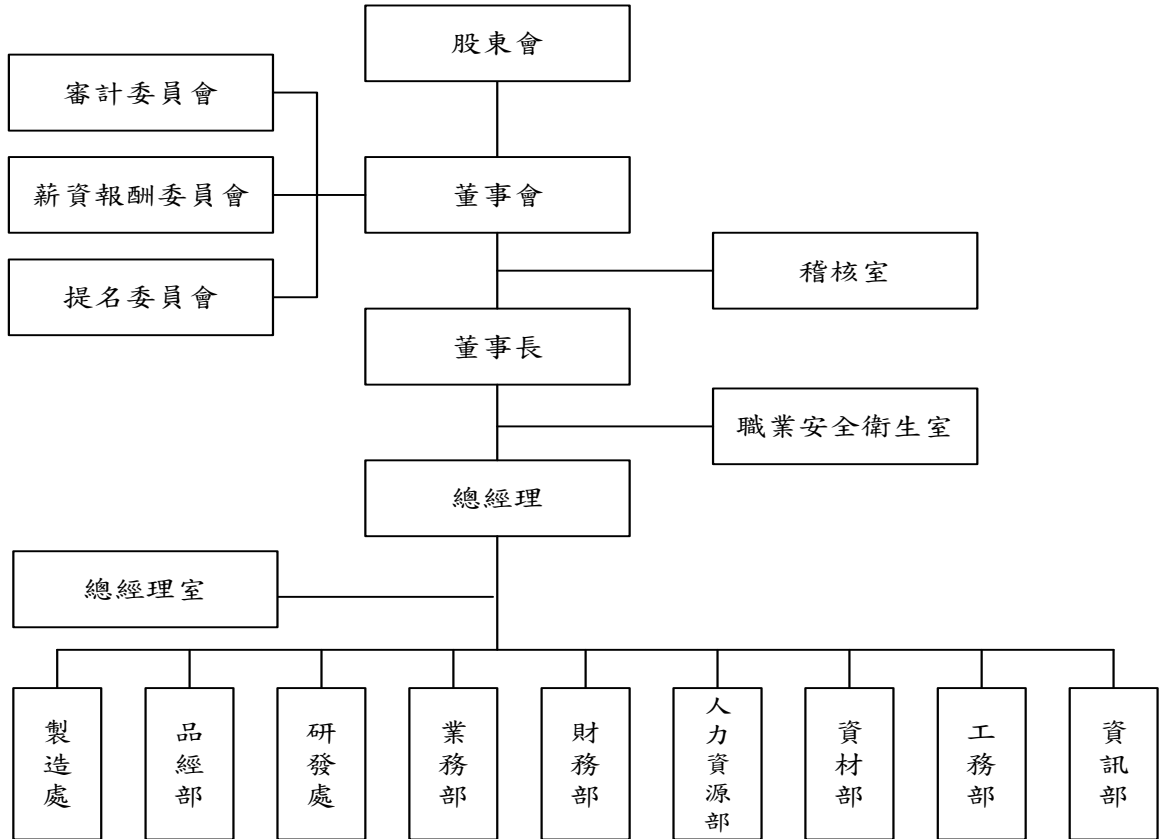 股東會
審計委員會
薪資報酬委員會
董事會
提名委員會
稽核室
董事長
職業安全衛生室
總經理
總經理室
製造處
品經部
研發處
業務部
財務部
人力資源部
資材部
工務部
資訊部